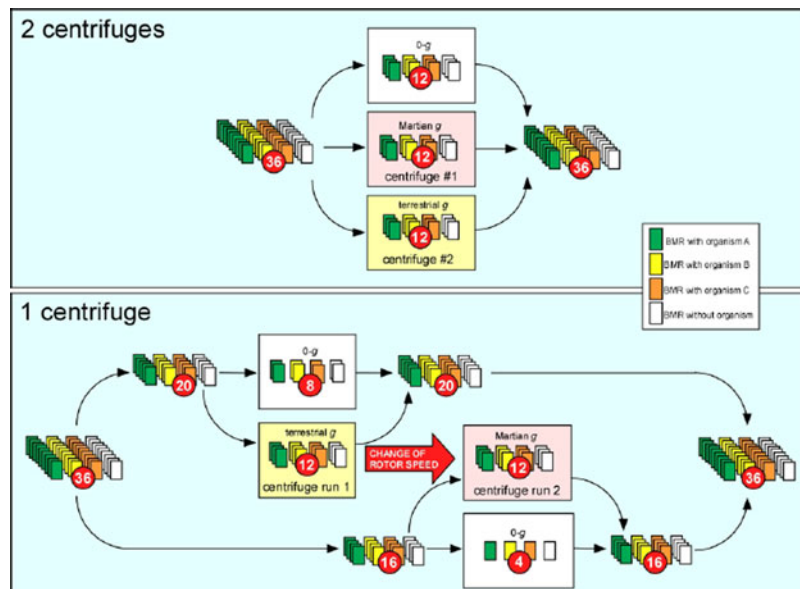 2 centrifuges
0-g
12
Martian g
12
centrifuge #1
terrestrial g
12
centrifuge #2
36
36
BMR with organism A
BMR with organism B
BMR with organism C
BMR without organism
1 centrifuge
20
0-g
8
20
terrestrial g
12
centrifuge run 1
CHANGE OF
ROTOR SPEED
Martian g
12
centrifuge run 2
36
36
16
0-g
4
16